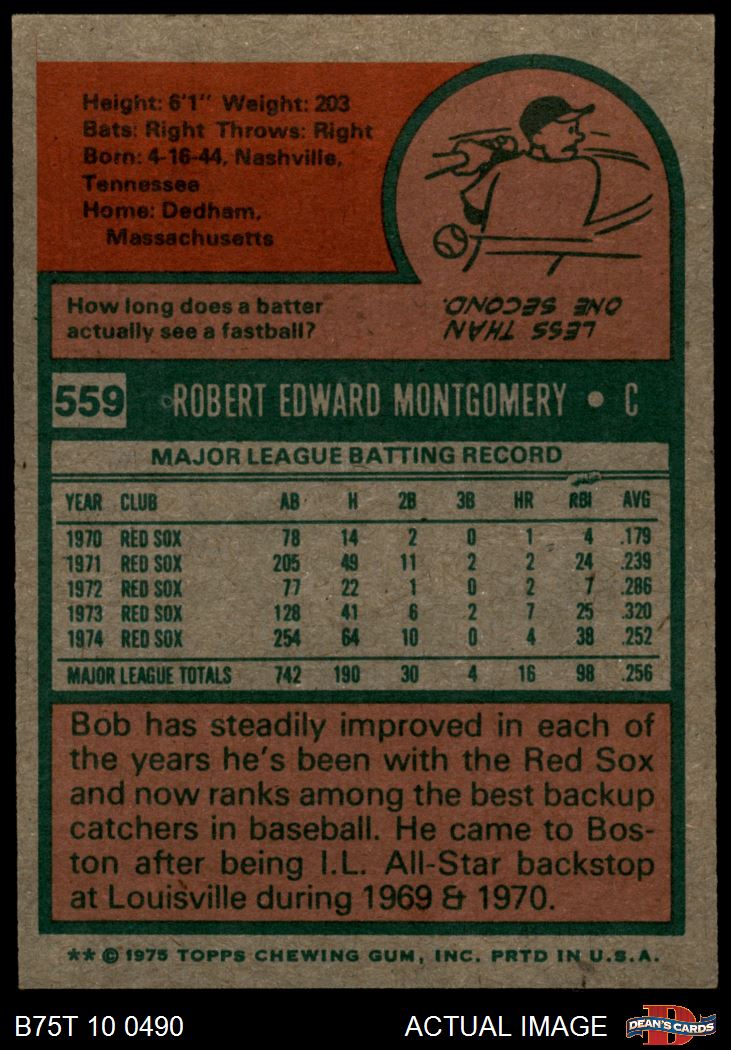 Height: 6'1" Weight: 203
Bats: Right Throws: Right
Born: 4-16-44, Nashville,
Tennessee
Home: Dedham,
Massachusetts
How long does a batter
actually see a fastball?
LESS THAN
ONE SECOND.
559 ROBERT EDWARD MONTGOMERY • C
MAJOR LEAGUE BATTING RECORD
YEAR CLUB AB H 2B 3B HR RBI AVG
1970 RED SOX 78 14 2 0 1 4 .179
1971 RED SOX 205 49 11 2 2 24 .239
1972 RED SOX 77 22 1 0 2 7 .286
1973 RED SOX 128 41 6 2 7 25 .320
1974 RED SOX 254 64 10 0 4 38 .252
MAJOR LEAGUE TOTALS 742 190 30 4 16 98 .256
Bob has steadily improved in each of
the years he's been with the Red Sox
and now ranks among the best backup
catchers in baseball. He came to Bos-
ton after being I.L. All-Star backstop
at Louisville during 1969 & 1970.
** © 1975 TOPPS CHEWING GUM, INC. PRTD IN U.S.A.
B75T 10 0490 ACTUAL IMAGE DEAN'S CARDS